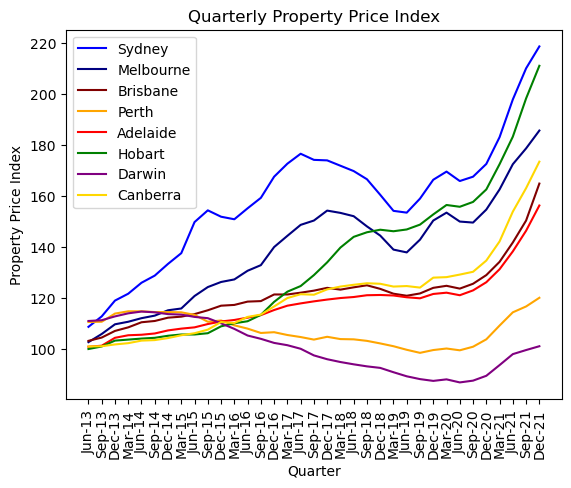 Quarterly Property Price Index
220
200
180
160
140
120
100
Property Price Index
Sydney
Melbourne
Brisbane
Perth
Adelaide
Hobart
Darwin
Canberra
Jun-13
Sep-13
Dec-13
Mar-14
Jun-14
Sep-14
Dec-14
Mar-15
Jun-15
Sep-15
Dec-15
Mar-16
Jun-16
Sep-16
Dec-16
Mar-17
Jun-17
Sep-17
Dec-17
Mar-18
Jun-18
Sep-18
Dec-18
Mar-19
Jun-19
Sep-19
Dec-19
Mar-20
Jun-20
Sep-20
Dec-20
Mar-21
Jun-21
Sep-21
Dec-21
Quarter